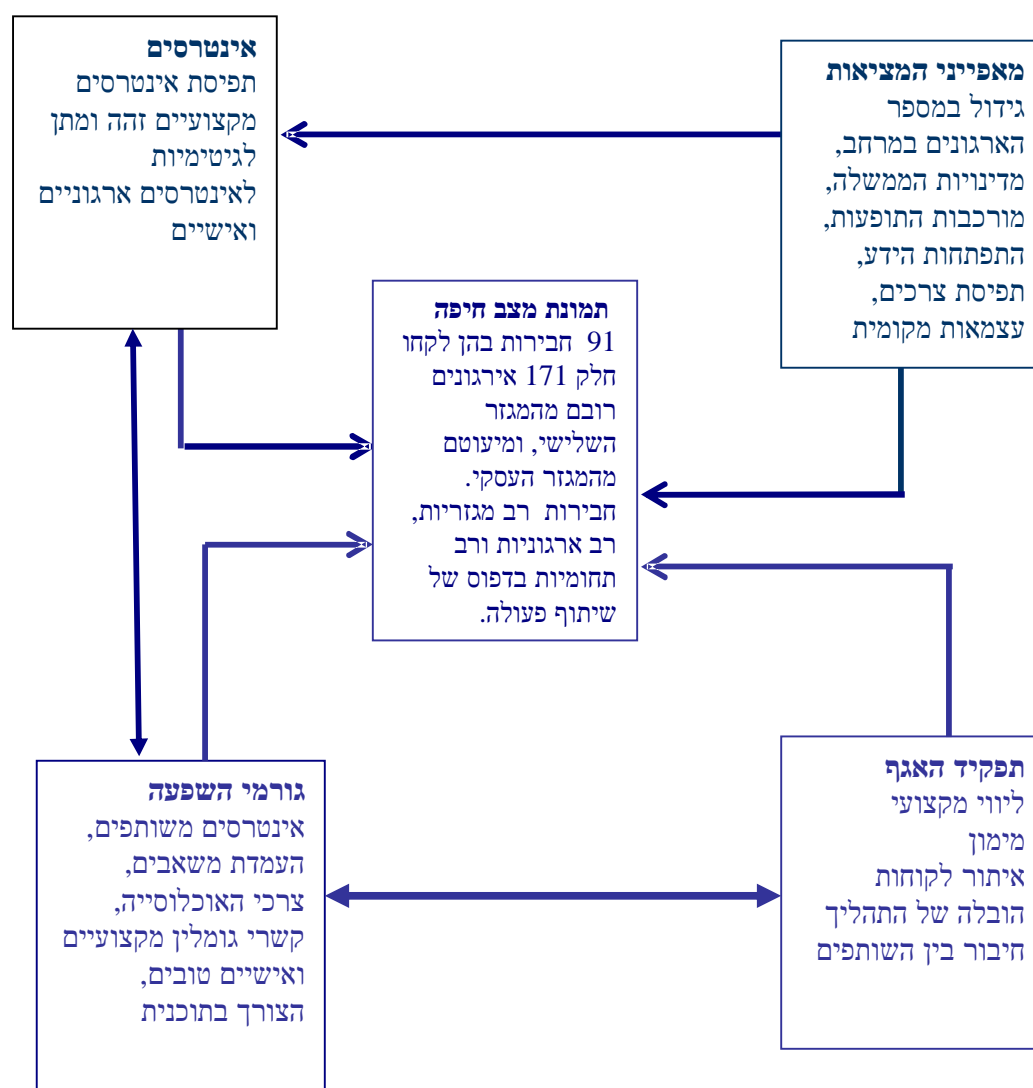 מאפייני המציאות
גידול במספר
הארגונים במרחב,
מדיניות הממשלה,
מורכבות התופעות,
התפתחות הידע,
תפיסת צרכים,
עצמאות מקומית
אינטרסים
תפיסת אינטרסים
מקצועיים זהה ומתן
לגיטימיות
לאינטרסים ארגוניים
ואישיים
תמונת מצב חיפה
91 חבירות בהן לקחו
חלק 171 אירגונים
רובם מהמגזר
השלישי, ומיעוטם
מהמגזר העסקי.
חבירות רב מגזריות,
רב ארגוניות ורב
תחומיות בדפוס של
שיתוף פעולה.
תפקיד האגף
ליווי מקצועי
מימון
איתור לקוחות
הובלה של התהליך
חיבור בין השותפים
גורמי השפעה
אינטרסים משותפים,
העמדת משאבים,
צרכי האוכלוסייה,
קשרי גומלין מקצועיים
ואישיים טובים,
הצורך בתוכנית